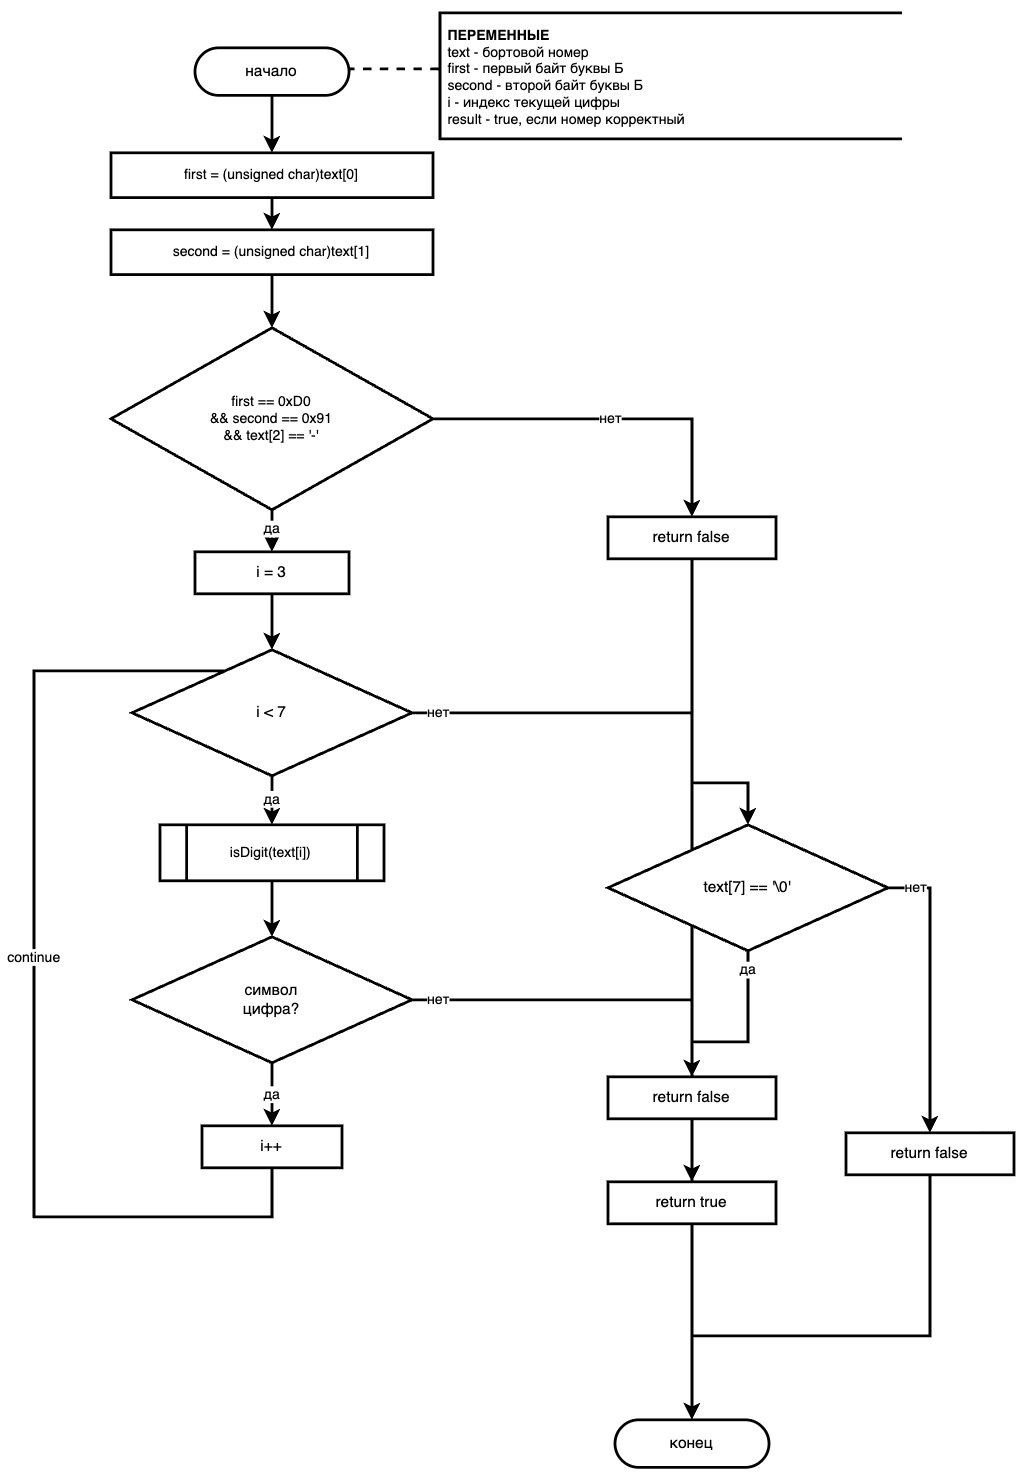 ПЕРЕМЕННЫЕ
text - бортовой номер
first - первый байт буквы Б
second - второй байт буквы Б
i - индекс текущей цифры
result - true, если номер корректный
начало
first = (unsigned char)text[0]
second = (unsigned char)text[1]
first == 0xD0
&& second == 0x91
&& text[2] == '-'
нет
да
return false
i = 3
i < 7
нет
да
isDigit(text[i])
text[7] == '\0'
нет
да
continue
символ
цифра?
нет
да
return false
i++
return false
return true
конец